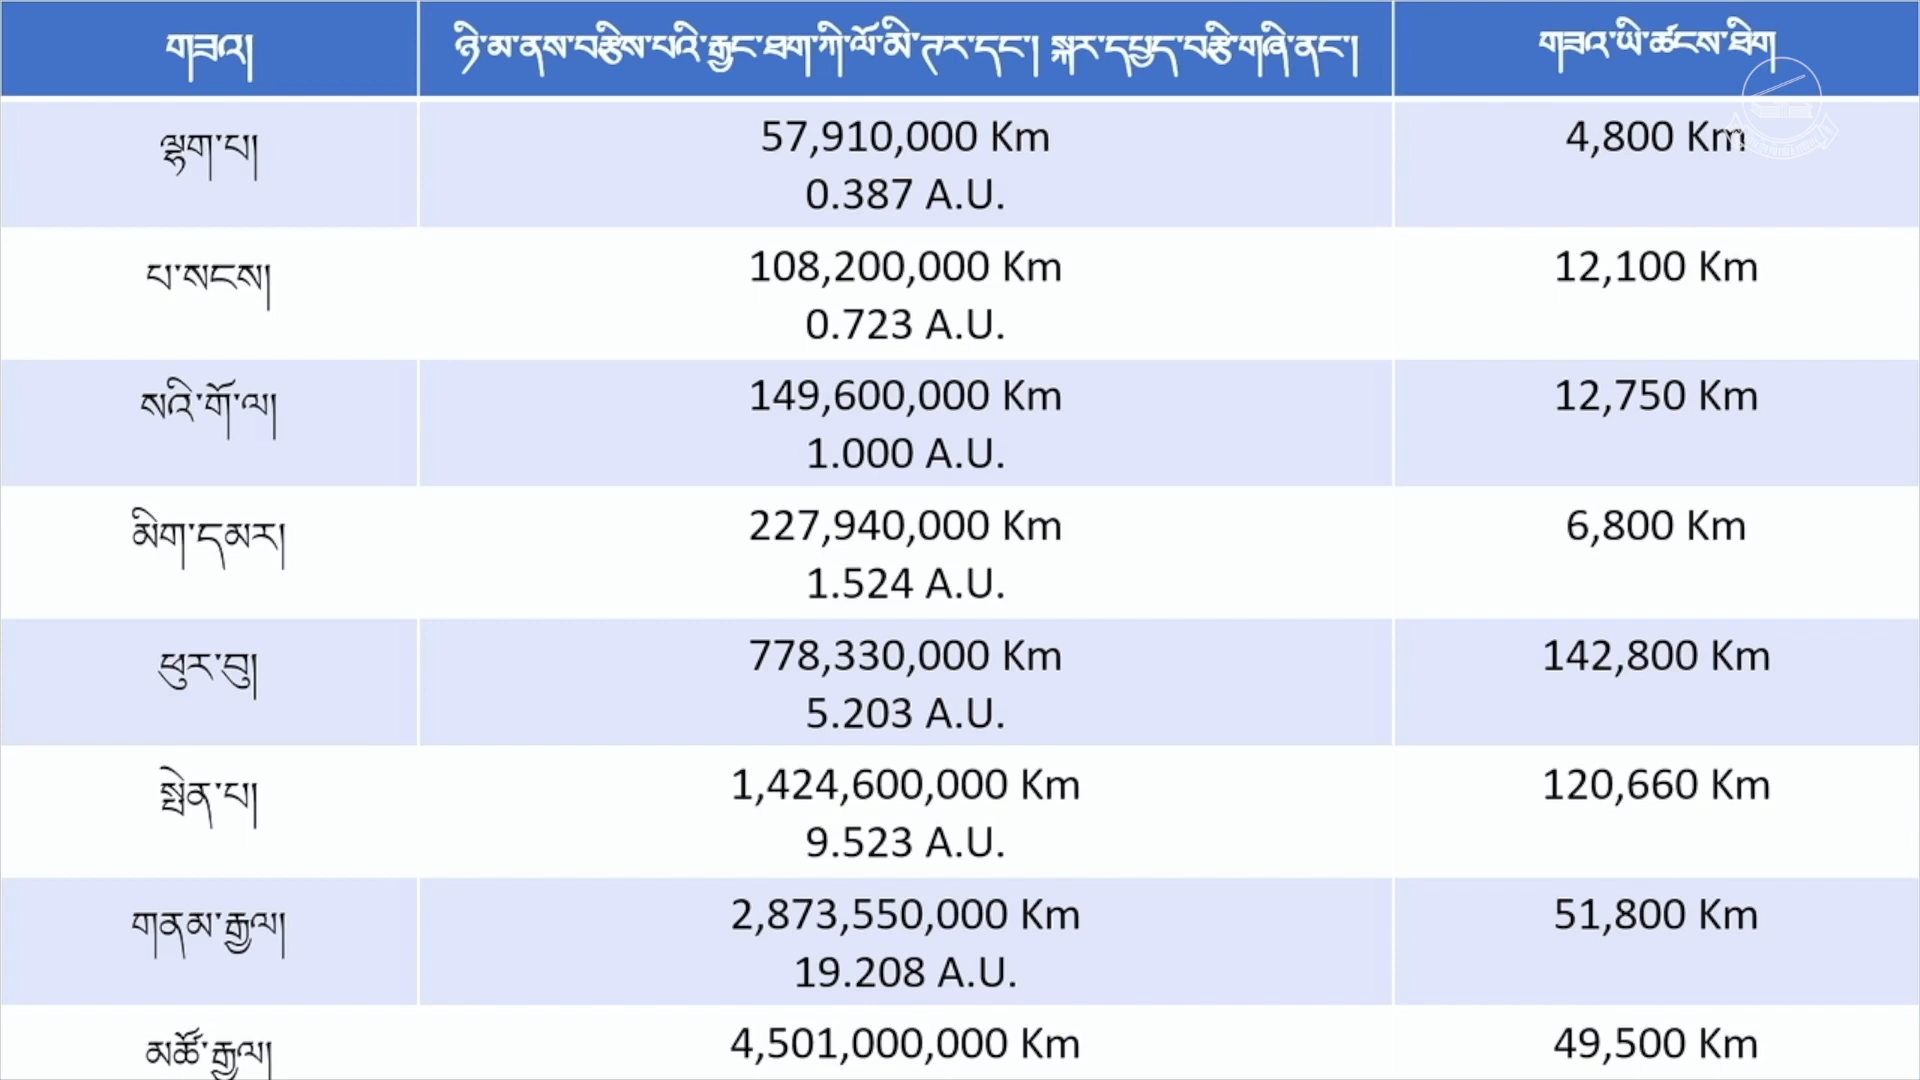 གཟའ། ཉི་མ་ནས་བརྩིས་པའི་རྒྱང་ཐག་ཀི་ལོ་མི་ཊར་དང་། སྐར་དཔྱད་བརྩི་གཞི་ནང་། གཟའ་ཡི་ཚངས་ཐིག
ལྷག་པ། 57,910,000 Km 4,800 Km
0.387 A.U.
པ་སངས། 108,200,000 Km 12,100 Km
0.723 A.U.
སའི་གོ་ལ། 149,600,000 Km 12,750 Km
1.000 A.U.
མིག་དམར། 227,940,000 Km 6,800 Km
1.524 A.U.
ཕུར་བུ། 778,330,000 Km 142,800 Km
5.203 A.U.
སྤེན་པ། 1,424,600,000 Km 120,660 Km
9.523 A.U.
གནམ་རྒྱལ། 2,873,550,000 Km 51,800 Km
19.208 A.U.
མཚོ་རྒྱལ། 4,501,000,000 Km 49,500 Km